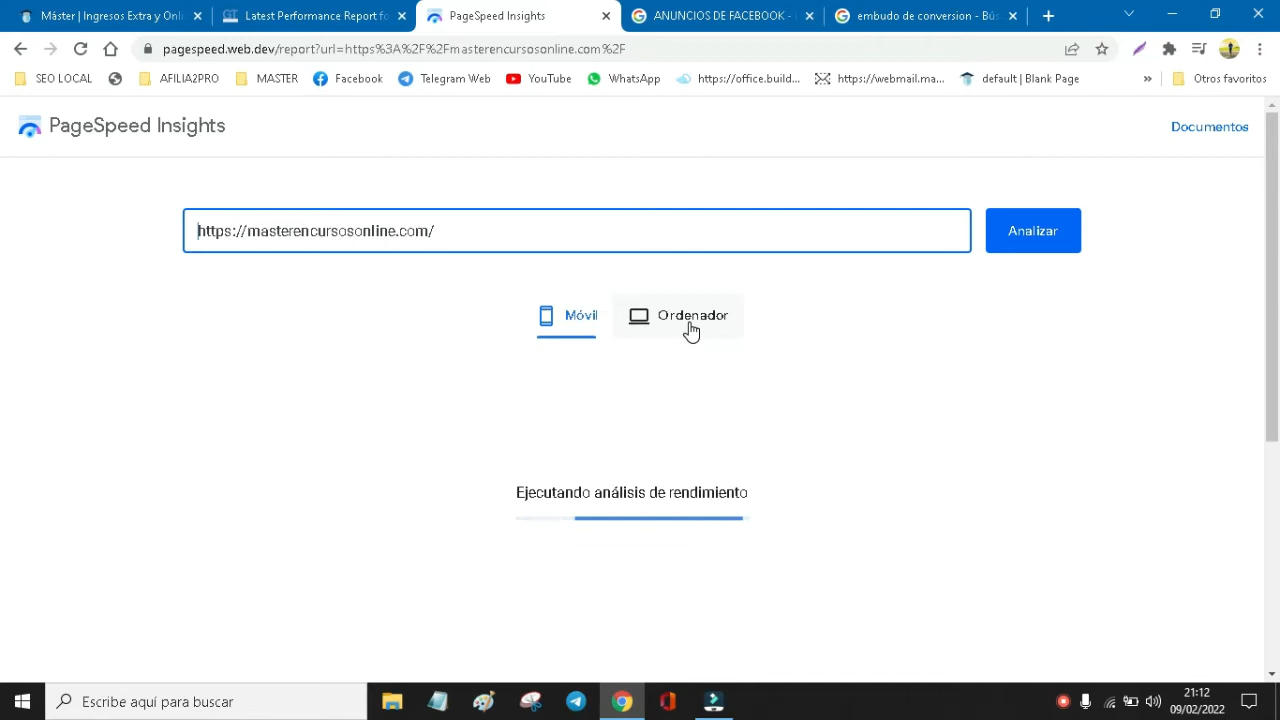 Máster | Ingresos Extra y Onli
Latest Performance Report fo
PageSpeed Insights
ANUNCIOS DE FACEBOOK -
embudo de conversion - Bús
pagespeed.web.dev/report?url=https%3A%2F%2Fmasterencursosonline.com%2F
SEO LOCAL
AFILIA2PRO
MASTER
Facebook
Telegram Web
YouTube
WhatsApp
https://office.build...
https://webmail.ma...
default | Blank Page
»
Otros favoritos
PageSpeed Insights
Documentos
https://masterencursosonline.com/
Analizar
Móvil
Ordenador
Ejecutando análisis de rendimiento
Escribe aquí para buscar
21:12
09/02/2022